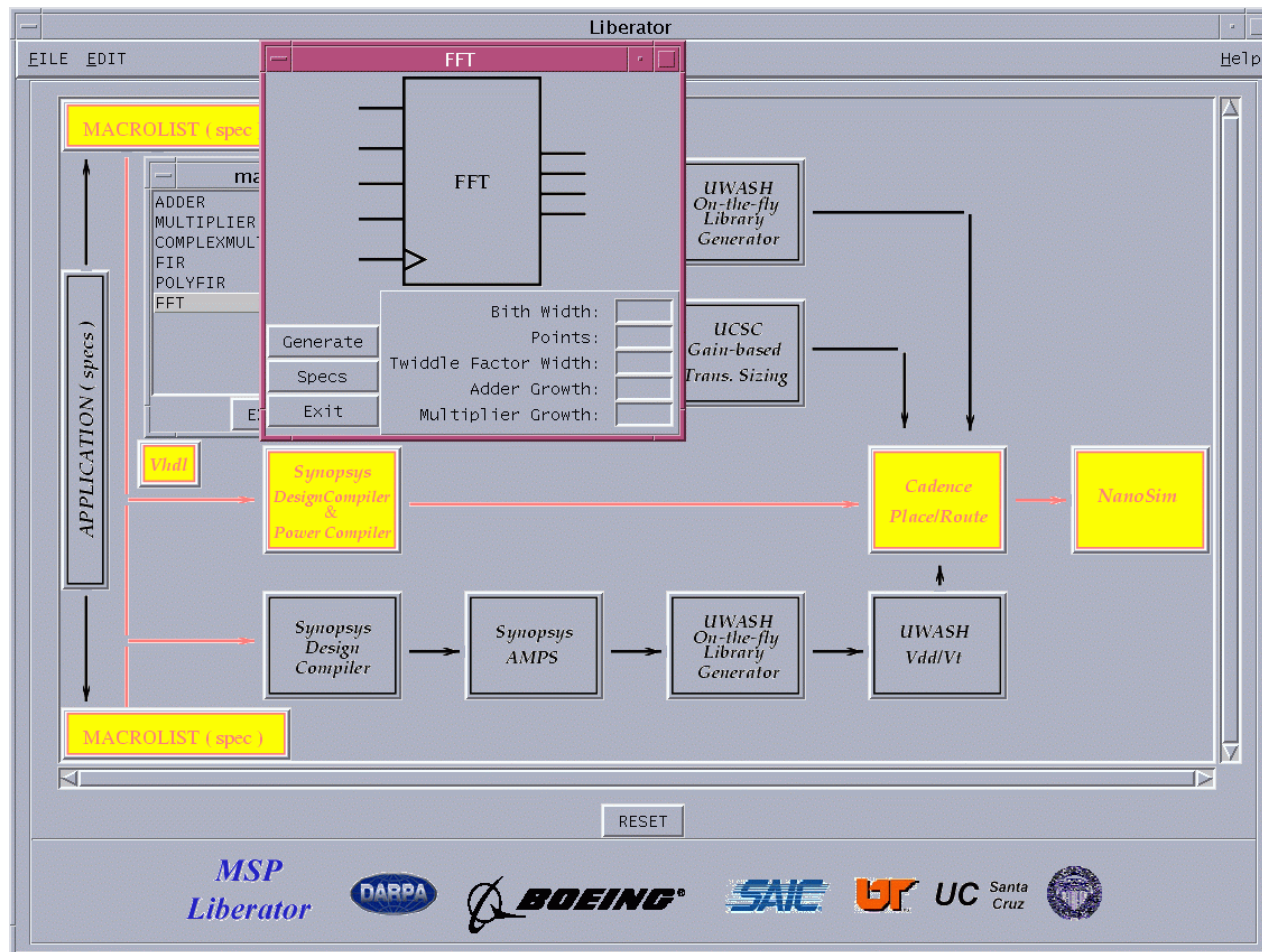 Liberator
FILE EDIT
Help
FFT
MACROLIST ( spec )
FFT
ma
ADDER
MULTIPLIER
COMPLEXMUL
FIR
POLYFIR
FFT
UWASH
On-the-fly
Library
Generator
Bith Width:
Points:
Twiddle Factor Width:
Adder Growth:
Multiplier Growth:
Generate
Specs
Exit
UCSC
Gain-based
Trans. Sizing
APPLICATION ( specs )
Vhdl
Synopsys
DesignCompiler
&
Power Compiler
Cadence
Place/Route
NanoSim
Synopsys
Design
Compiler
Synopsys
AMPS
UWASH
On-the-fly
Library
Generator
UWASH
Vdd/Vt
MACROLIST ( spec )
RESET
MSP
Liberator
DARPA
BOEING®
SAIC
UT
UC Santa
Cruz